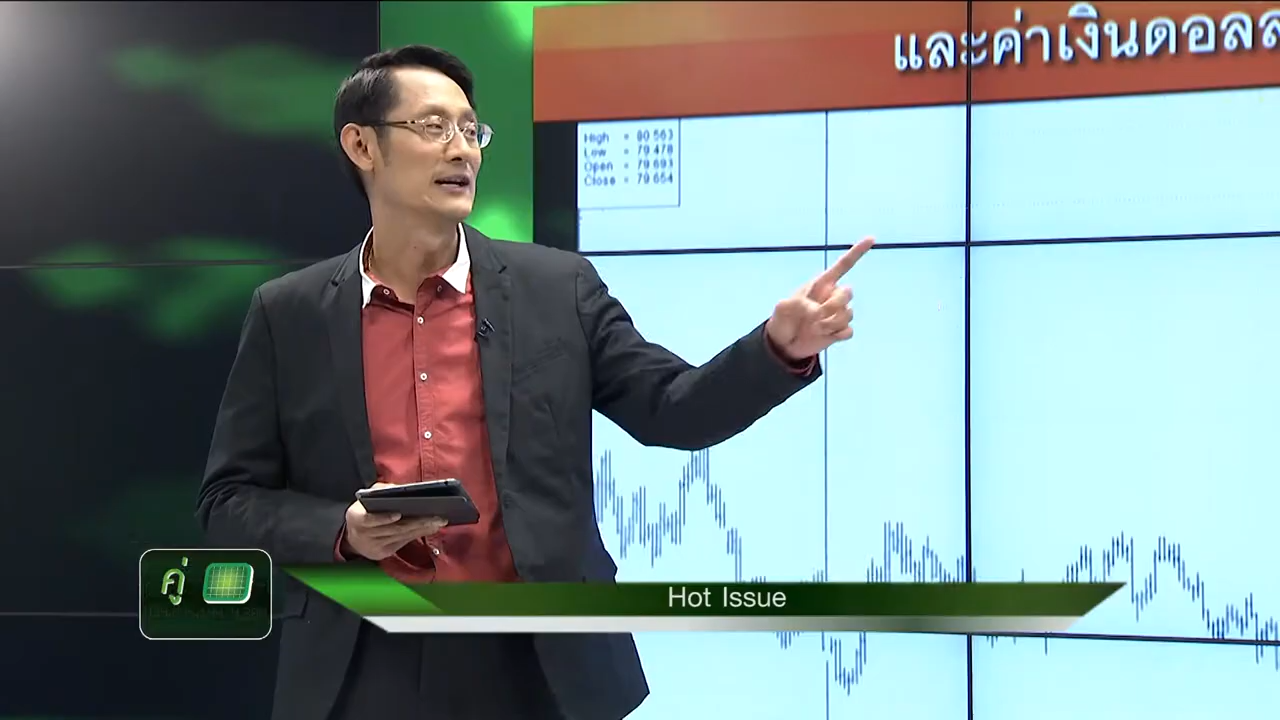 และค่าเงินดอลล
High = 80.563
Low = 79.478
Open = 79.693
Close = 79.654
คู่
Hot Issue